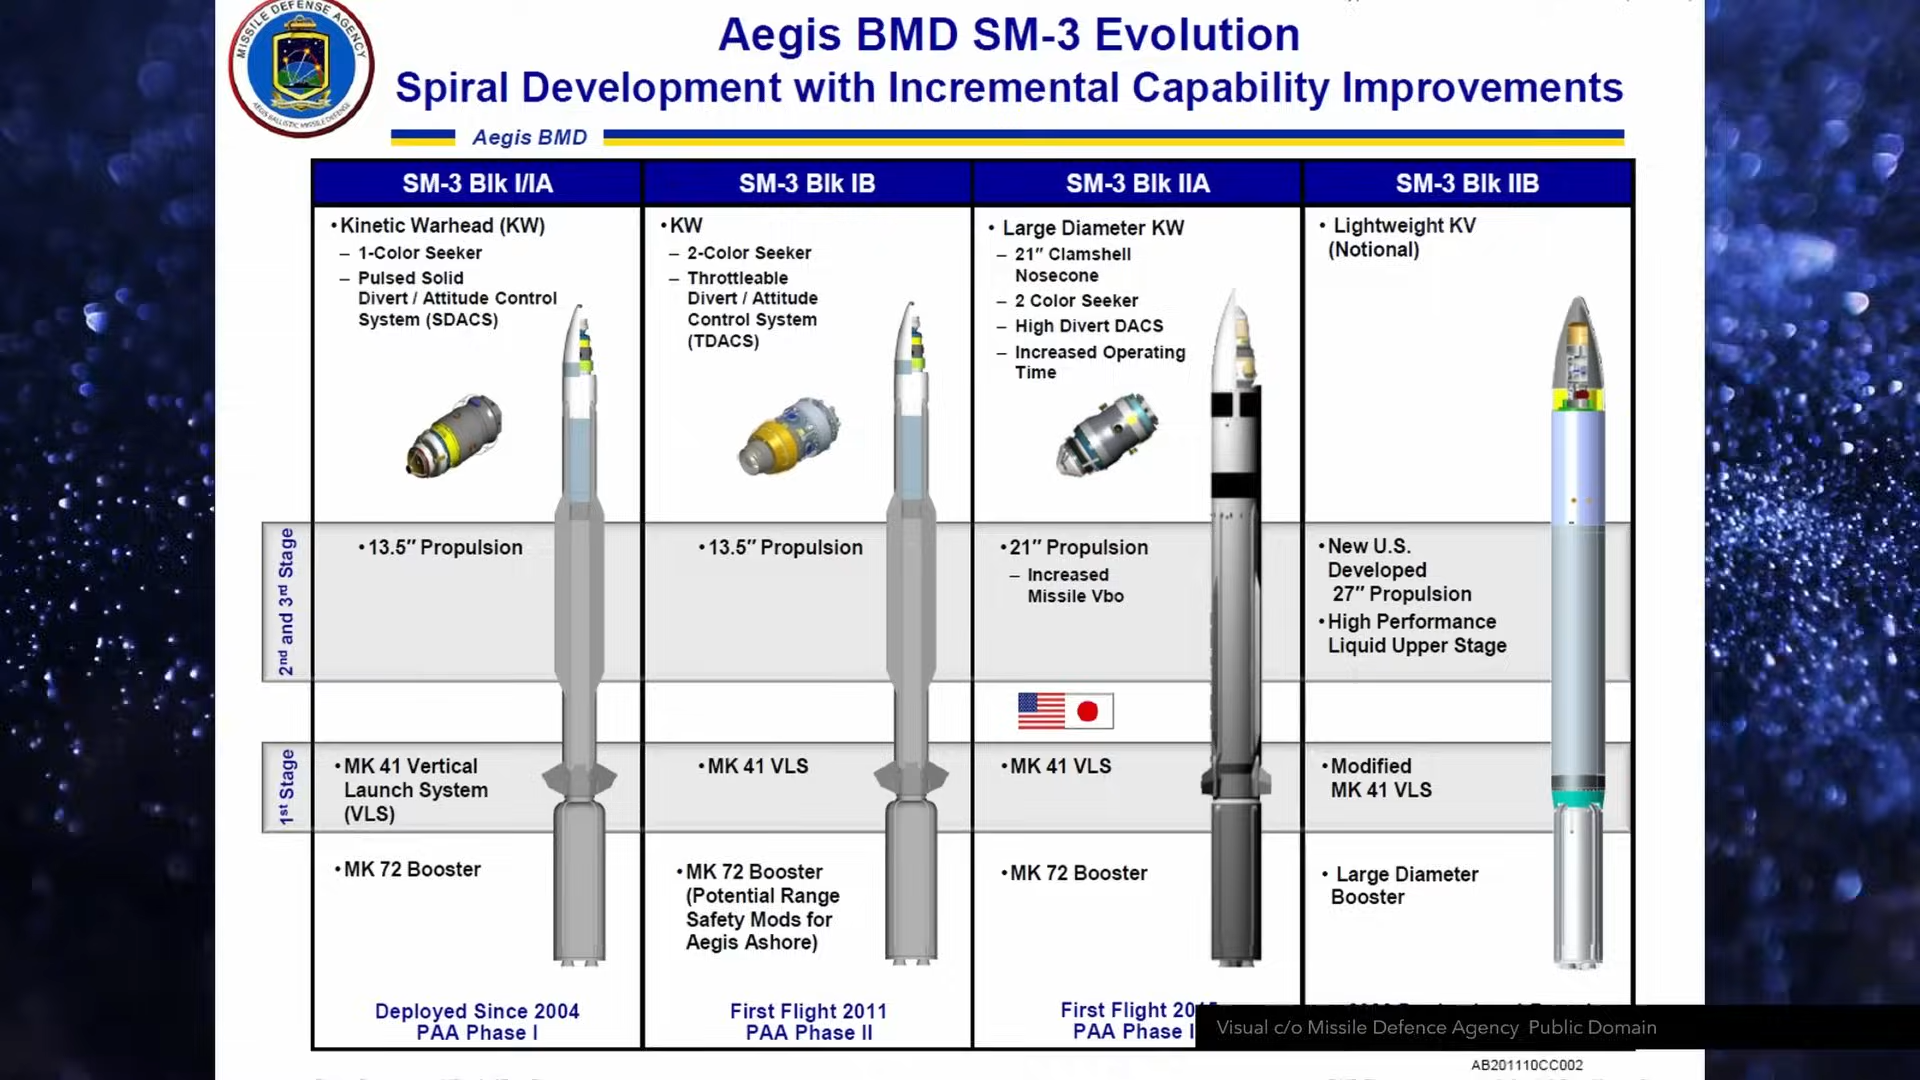 MISSILE DEFENSE AGENCY
AEGIS BALLISTIC MISSILE DEFENSE
Aegis BMD SM-3 Evolution
Spiral Development with Incremental Capability Improvements
Aegis BMD
SM-3 Blk I/IA
•Kinetic Warhead (KW)
– 1-Color Seeker
– Pulsed Solid
Divert / Attitude Control
System (SDACS)
SM-3 Blk IB
•KW
– 2-Color Seeker
– Throttleable
Divert / Attitude
Control System
(TDACS)
SM-3 Blk IIA
• Large Diameter KW
– 21″ Clamshell
Nosecone
– 2 Color Seeker
– High Divert DACS
– Increased Operating
Time
SM-3 Blk IIB
• Lightweight KV
(Notional)
2nd and 3rd Stage
•13.5″ Propulsion
•13.5″ Propulsion
•21″ Propulsion
– Increased
Missile Vbo
•New U.S.
Developed
27″ Propulsion
•High Performance
Liquid Upper Stage
1st Stage
•MK 41 Vertical
Launch System
(VLS)
•MK 41 VLS
•MK 41 VLS
•Modified
MK 41 VLS
•MK 72 Booster
•MK 72 Booster
(Potential Range
Safety Mods for
Aegis Ashore)
•MK 72 Booster
• Large Diameter
Booster
Deployed Since 2004
PAA Phase I
First Flight 2011
PAA Phase II
First Flight
PAA Phase
Visual c/o Missile Defence Agency Public Domain
AB201110CC002